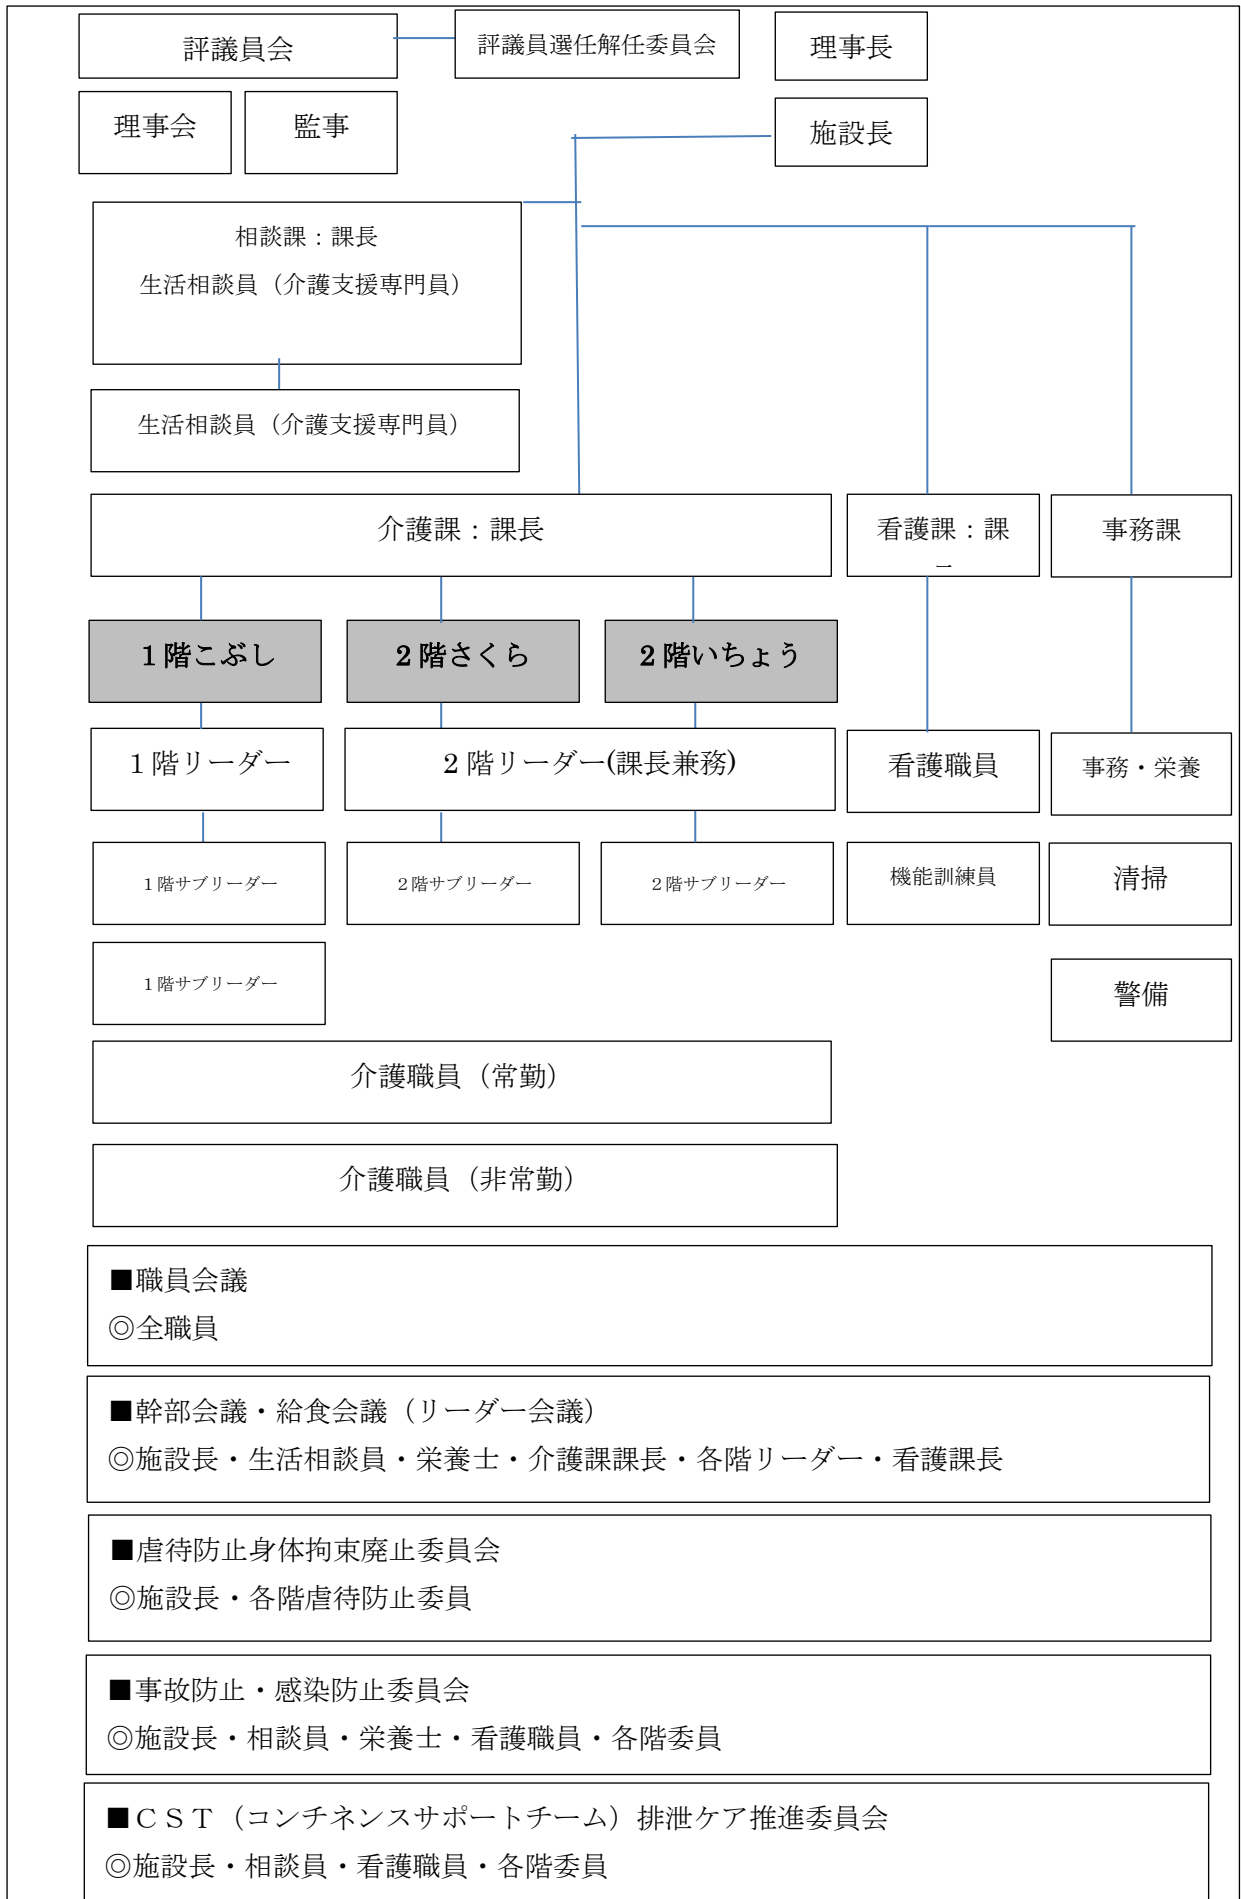 評議員会
評議員選任解任委員会
理事長
理事会
監事
施設長
相談課：課長
生活相談員（介護支援専門員）
生活相談員（介護支援専門員）
介護課：課長
看護課：課
事務課
１階こぶし
２階さくら
２階いちょう
１階リーダー
２階リーダー(課長兼務)
看護職員
事務・栄養
１階サブリーダー
２階サブリーダー
２階サブリーダー
機能訓練員
清掃
１階サブリーダー
警備
介護職員（常勤）
介護職員（非常勤）
■職員会議
◎全職員
■幹部会議・給食会議（リーダー会議）
◎施設長・生活相談員・栄養士・介護課課長・各階リーダー・看護課長
■虐待防止身体拘束廃止委員会
◎施設長・各階虐待防止委員
■事故防止・感染防止委員会
◎施設長・相談員・栄養士・看護職員・各階委員
■ＣＳＴ（コンチネンスサポートチーム）排泄ケア推進委員会
◎施設長・相談員・看護職員・各階委員